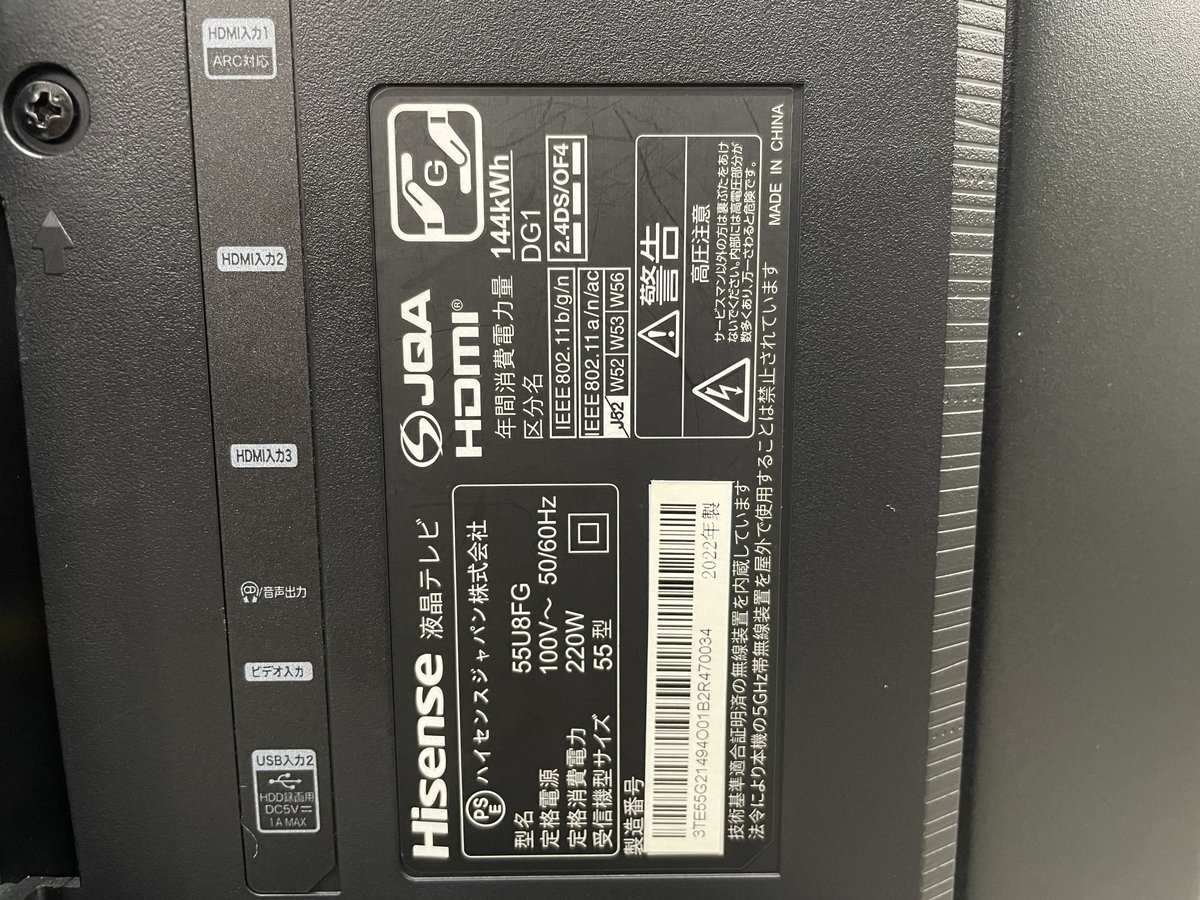 HDMI入力1
ARC対応
HDMI入力2
HDMI入力3
/音声出力
ビデオ入力
USB入力2
HDD録画用
DC5V⎓
1A MAX
Hisense 液晶テレビ
PS
E
ハイセンスジャパン株式会社
型名 55U8FG
定格電源 100V～ 50/60Hz
定格消費電力 220W
受信機型サイズ 55型
製造番号
3TE55G21494O01B2R470034 2022年製
JQA
G
HDMI®
年間消費電力量 144kWh
区分名 DG1
IEEE802.11b/g/n
2.4DS/OF4
IEEE802.11a/n/ac
J52 W52 W53 W56
警告
高圧注意
サービスマン以外の方は裏ぶたをあけ
ないでください。内部には高電圧部分が
数多くあり、万一さわると危険です。
技術基準適合証明済の無線装置を内蔵しています
法令により本機の5GHz帯無線装置を屋外で使用することは禁止されています
MADE IN CHINA